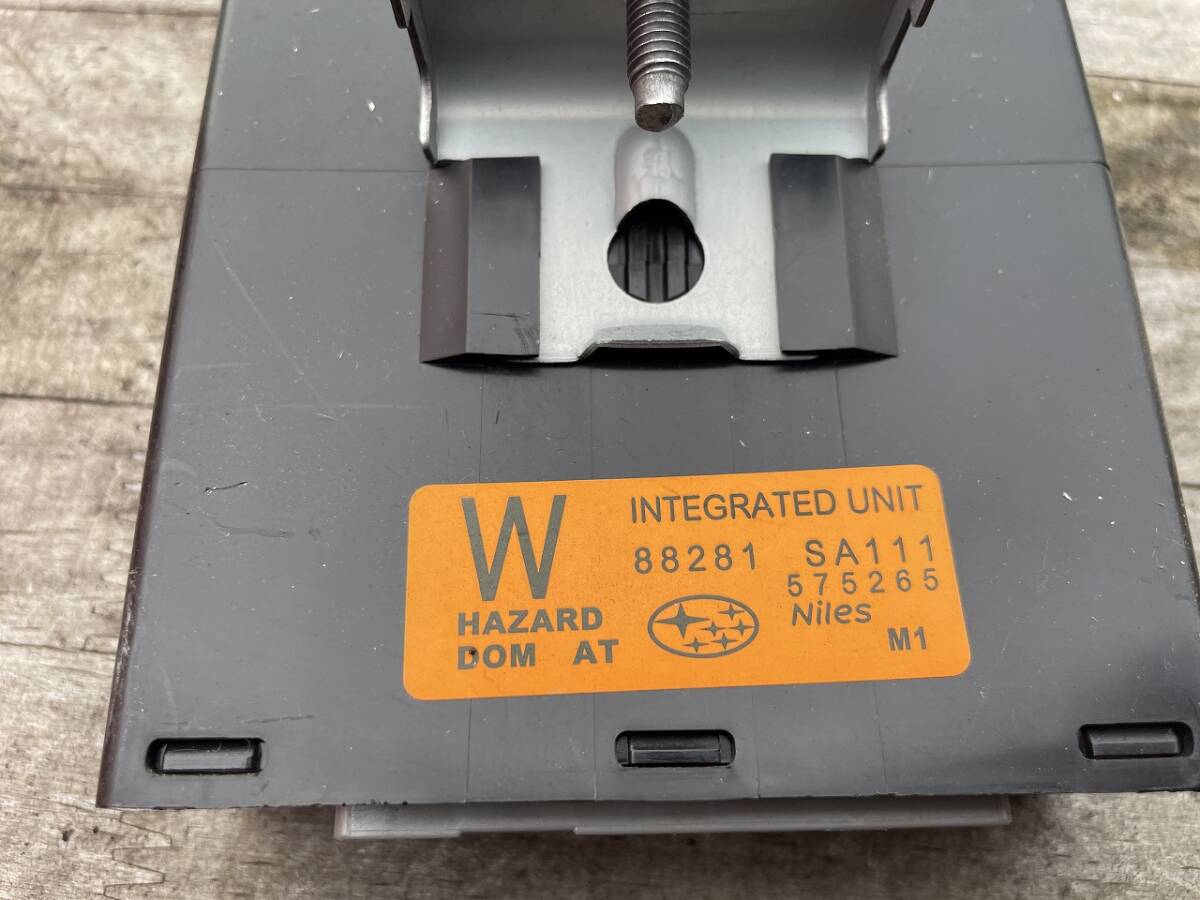 W
INTEGRATED UNIT
88281 SA111
575265
HAZARD
DOM AT
Niles
M1